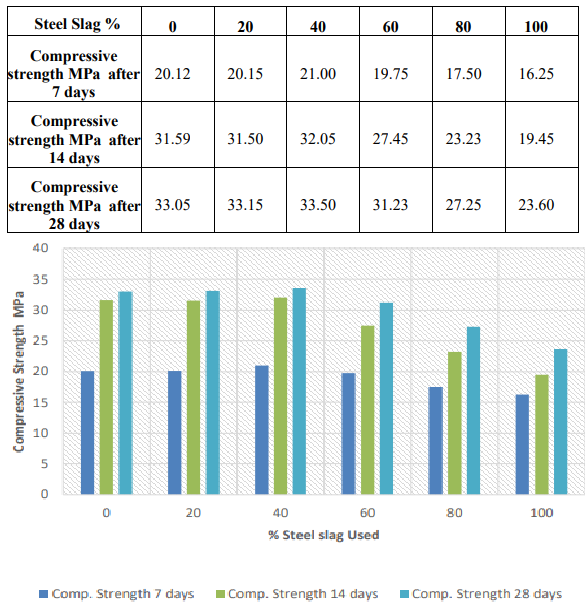 Steel Slag % 0 20 40 60 80 100
Compressive
strength MPa after 20.12 20.15 21.00 19.75 17.50 16.25
7 days
Compressive
strength MPa after 31.59 31.50 32.05 27.45 23.23 19.45
14 days
Compressive
strength MPa after 33.05 33.15 33.50 31.23 27.25 23.60
28 days
40
35
30
25
20
15
10
5
0
Compressive Strength MPa
0 20 40 60 80 100
% Steel slag Used
Comp. Strength 7 days Comp. Strength 14 days Comp. Strength 28 days